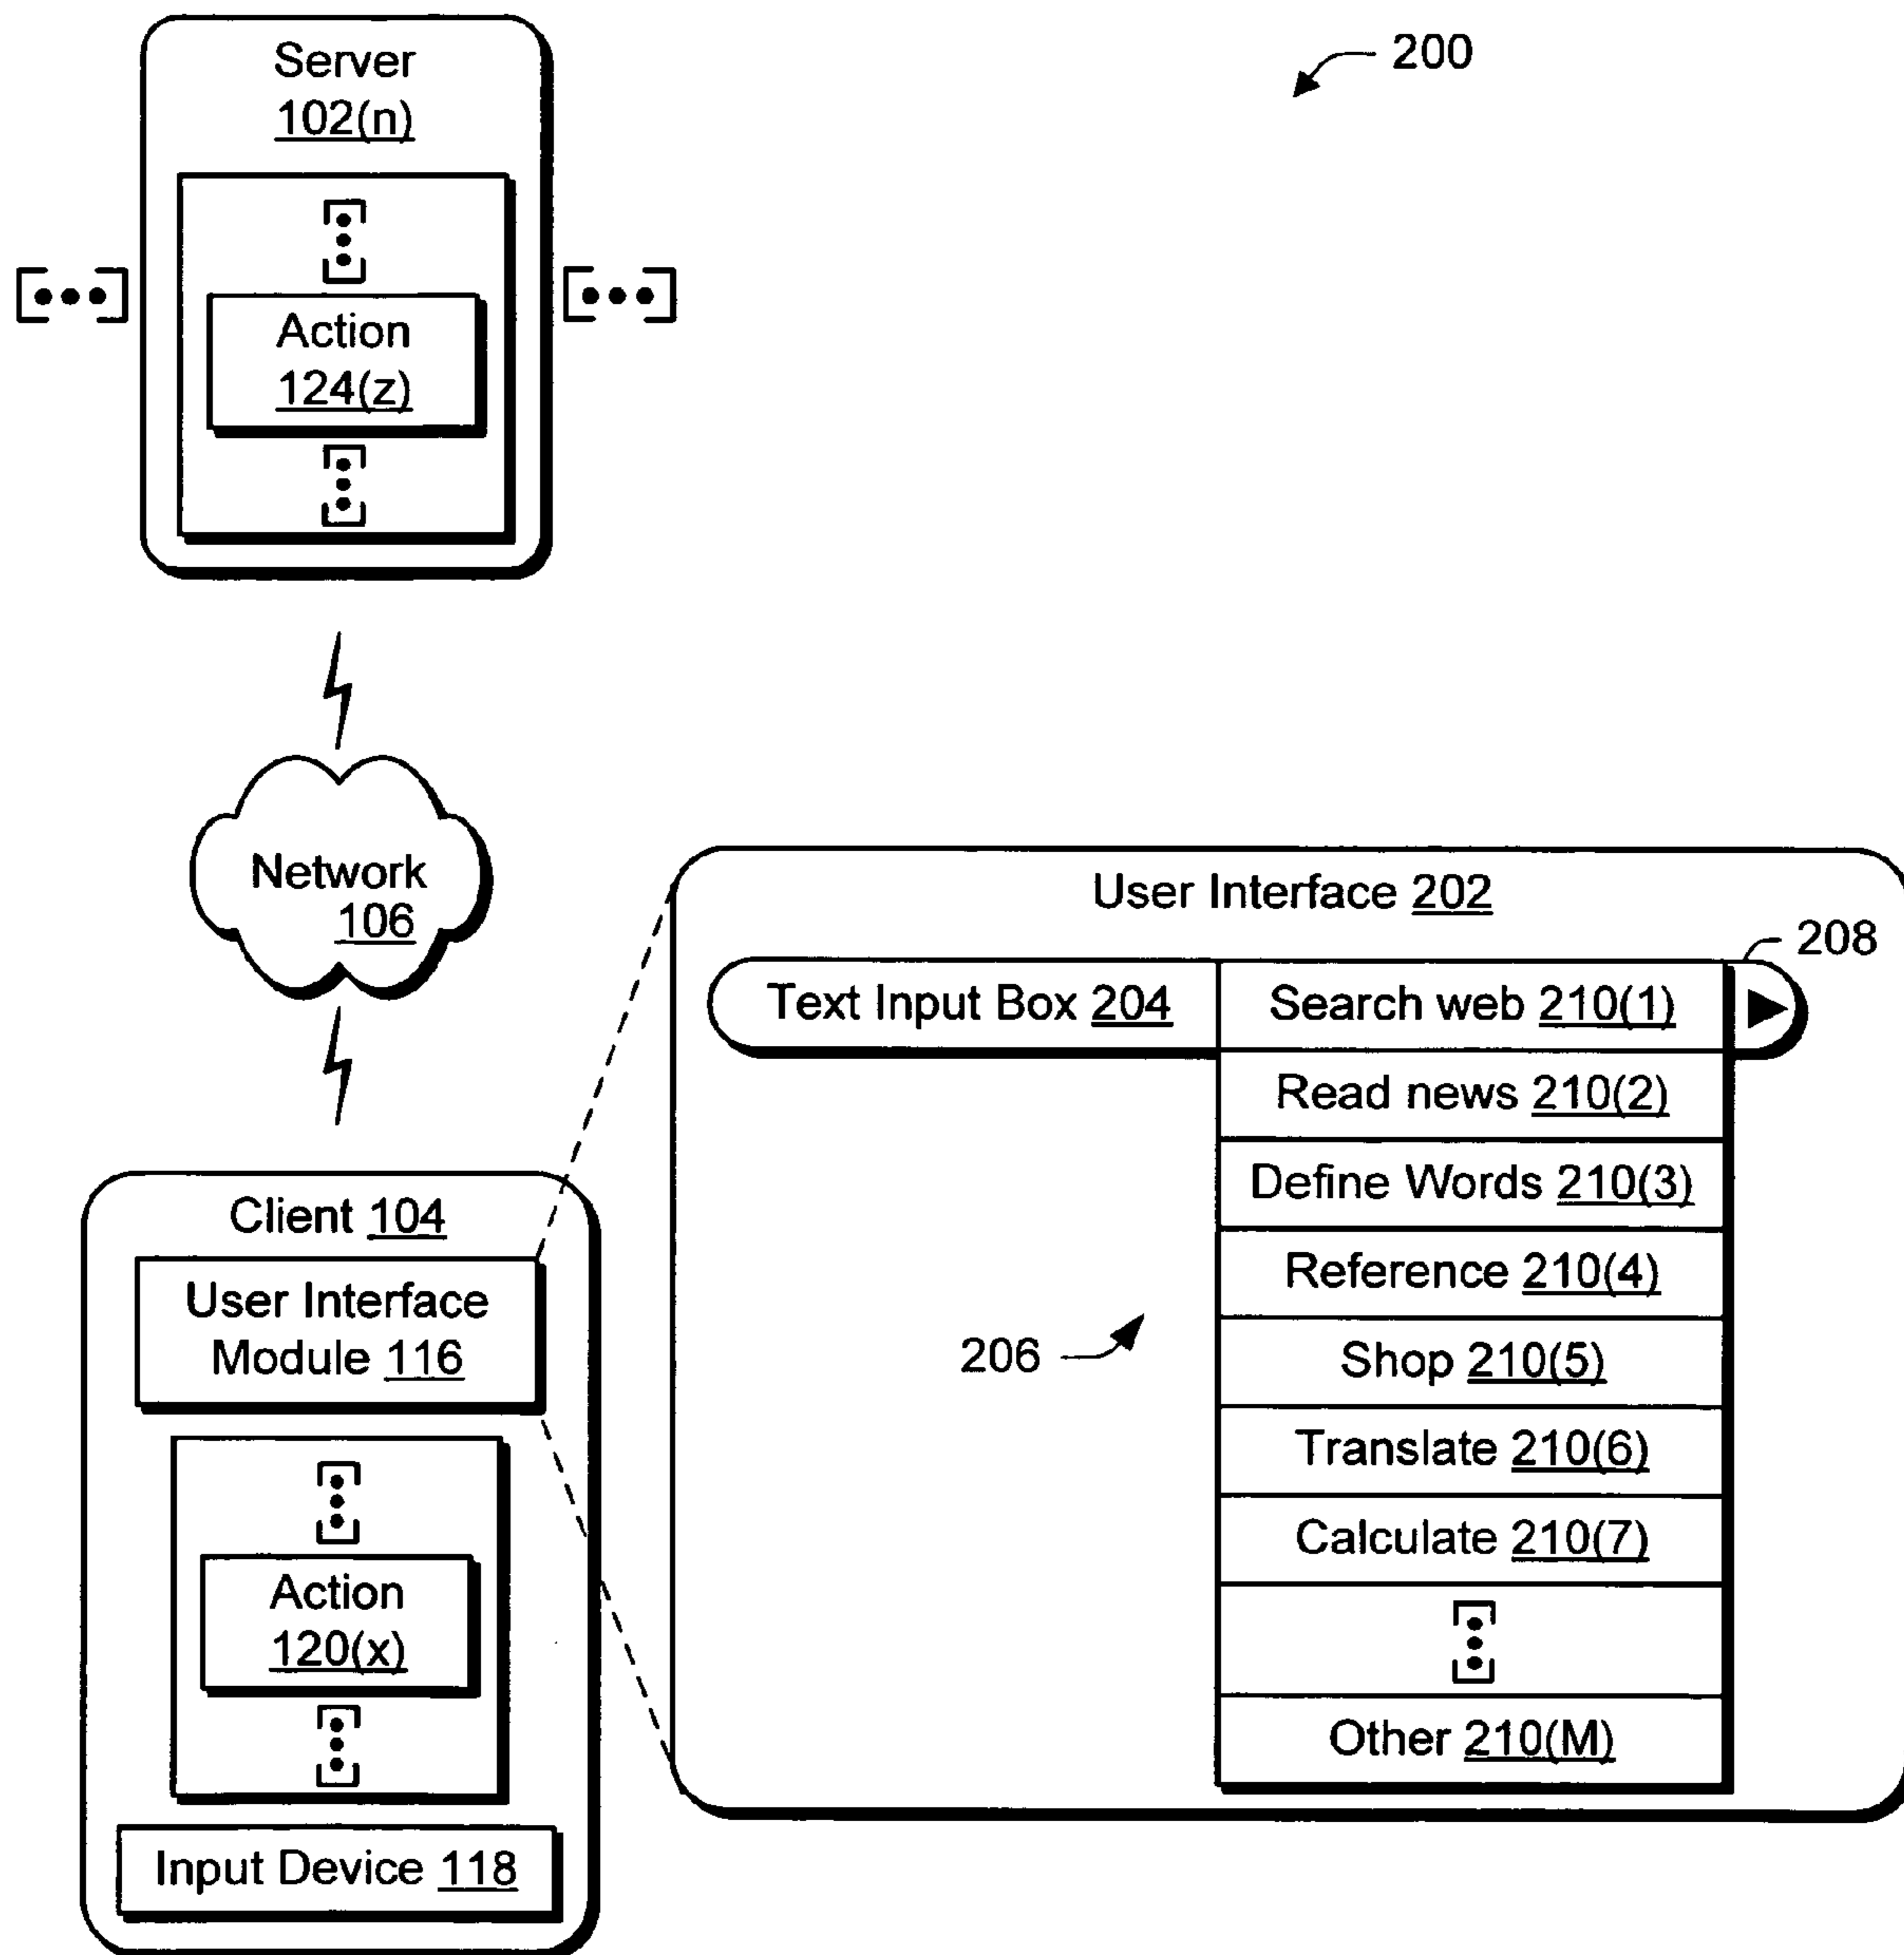 Server
102(n)
200
Action
124(z)
Network
106
User Interface 202
208
Text Input Box 204
Search web 210(1)
Read news 210(2)
Define Words 210(3)
Reference 210(4)
206
Shop 210(5)
Translate 210(6)
Calculate 210(7)
Other 210(M)
Client 104
User Interface
Module 116
Action
120(x)
Input Device 118